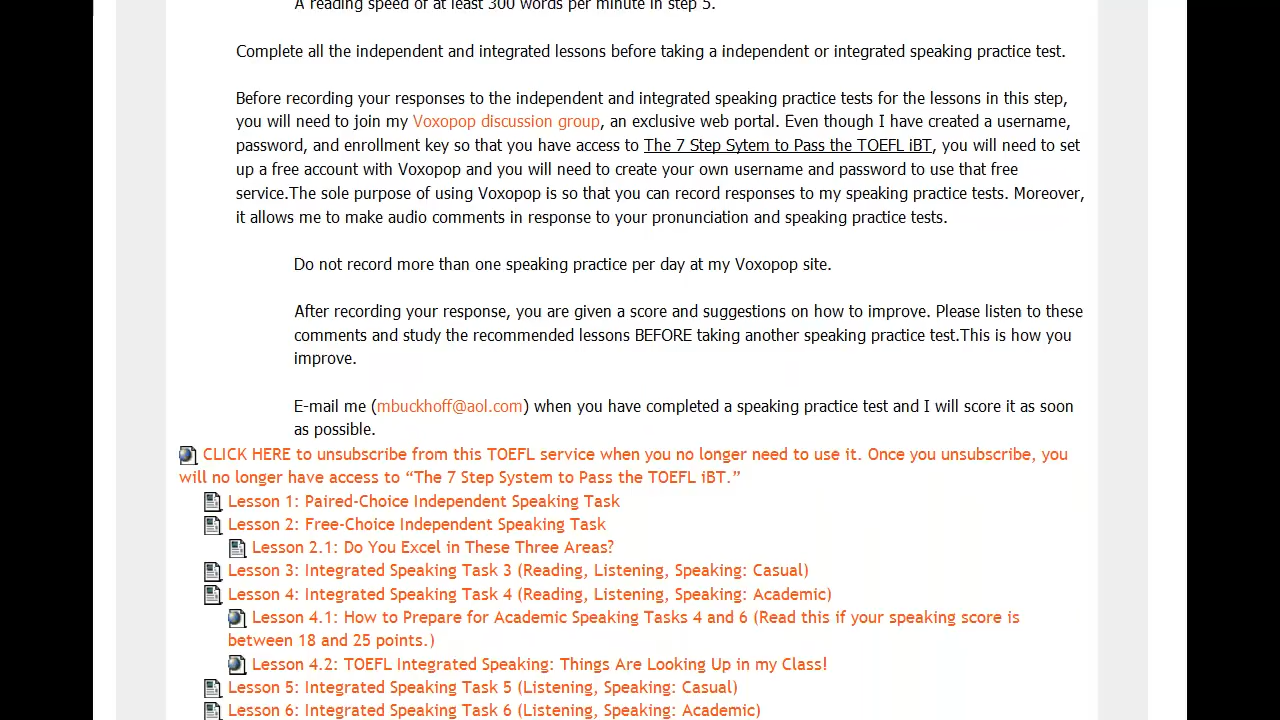 A reading speed of at least 300 words per minute in step 5.
Complete all the independent and integrated lessons before taking a independent or integrated speaking practice test.
Before recording your responses to the independent and integrated speaking practice tests for the lessons in this step,
you will need to join my Voxopop discussion group, an exclusive web portal. Even though I have created a username,
password, and enrollment key so that you have access to The 7 Step Sytem to Pass the TOEFL iBT, you will need to set
up a free account with Voxopop and you will need to create your own username and password to use that free
service.The sole purpose of using Voxopop is so that you can record responses to my speaking practice tests. Moreover,
it allows me to make audio comments in response to your pronunciation and speaking practice tests.
Do not record more than one speaking practice per day at my Voxopop site.
After recording your response, you are given a score and suggestions on how to improve. Please listen to these
comments and study the recommended lessons BEFORE taking another speaking practice test.This is how you
improve.
E-mail me (mbuckhoff@aol.com) when you have completed a speaking practice test and I will score it as soon
as possible.
CLICK HERE to unsubscribe from this TOEFL service when you no longer need to use it. Once you unsubscribe, you
will no longer have access to “The 7 Step System to Pass the TOEFL iBT.”
Lesson 1: Paired-Choice Independent Speaking Task
Lesson 2: Free-Choice Independent Speaking Task
Lesson 2.1: Do You Excel in These Three Areas?
Lesson 3: Integrated Speaking Task 3 (Reading, Listening, Speaking: Casual)
Lesson 4: Integrated Speaking Task 4 (Reading, Listening, Speaking: Academic)
Lesson 4.1: How to Prepare for Academic Speaking Tasks 4 and 6 (Read this if your speaking score is
between 18 and 25 points.)
Lesson 4.2: TOEFL Integrated Speaking: Things Are Looking Up in my Class!
Lesson 5: Integrated Speaking Task 5 (Listening, Speaking: Casual)
Lesson 6: Integrated Speaking Task 6 (Listening, Speaking: Academic)